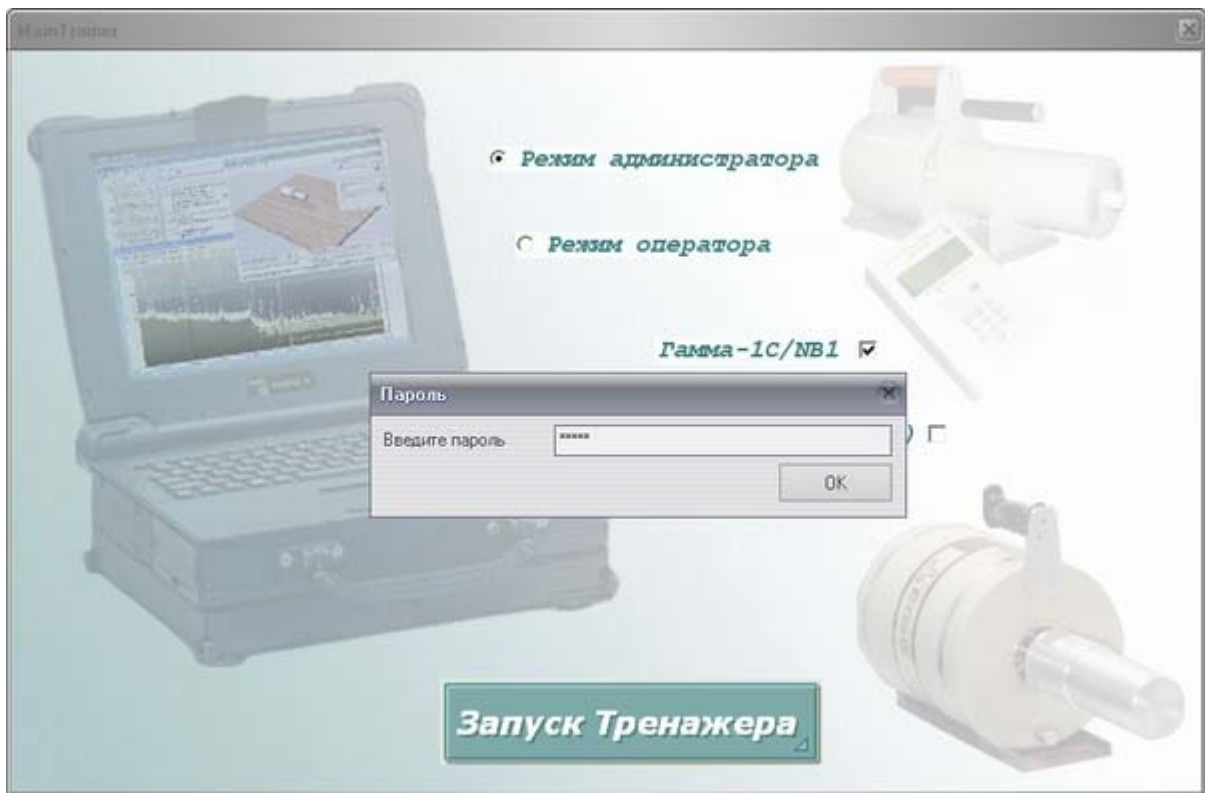 MainTrainer
Режим администратора
Режим оператора
Гамма-1С/NB1
Пароль
Введите пароль
*****
)
OK
Запуск Тренажера